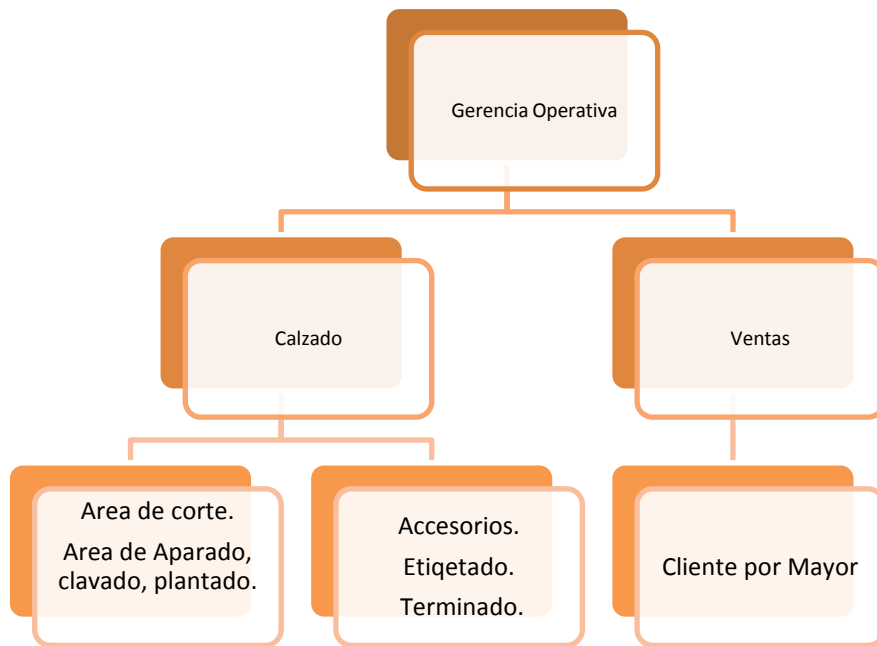 Gerencia Operativa
Calzado
Ventas
Area de corte.
Area de Aparado,
clavado, plantado.
Accesorios.
Etiqetado.
Terminado.
Cliente por Mayor